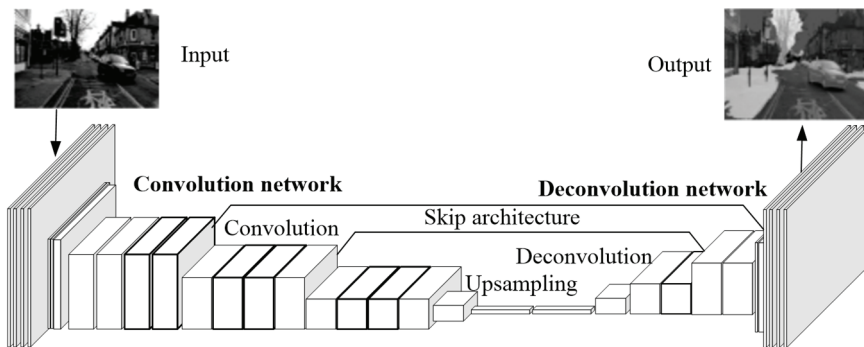 Input
Output
Convolution network
Deconvolution network
Skip architecture
Convolution
Deconvolution
Upsampling